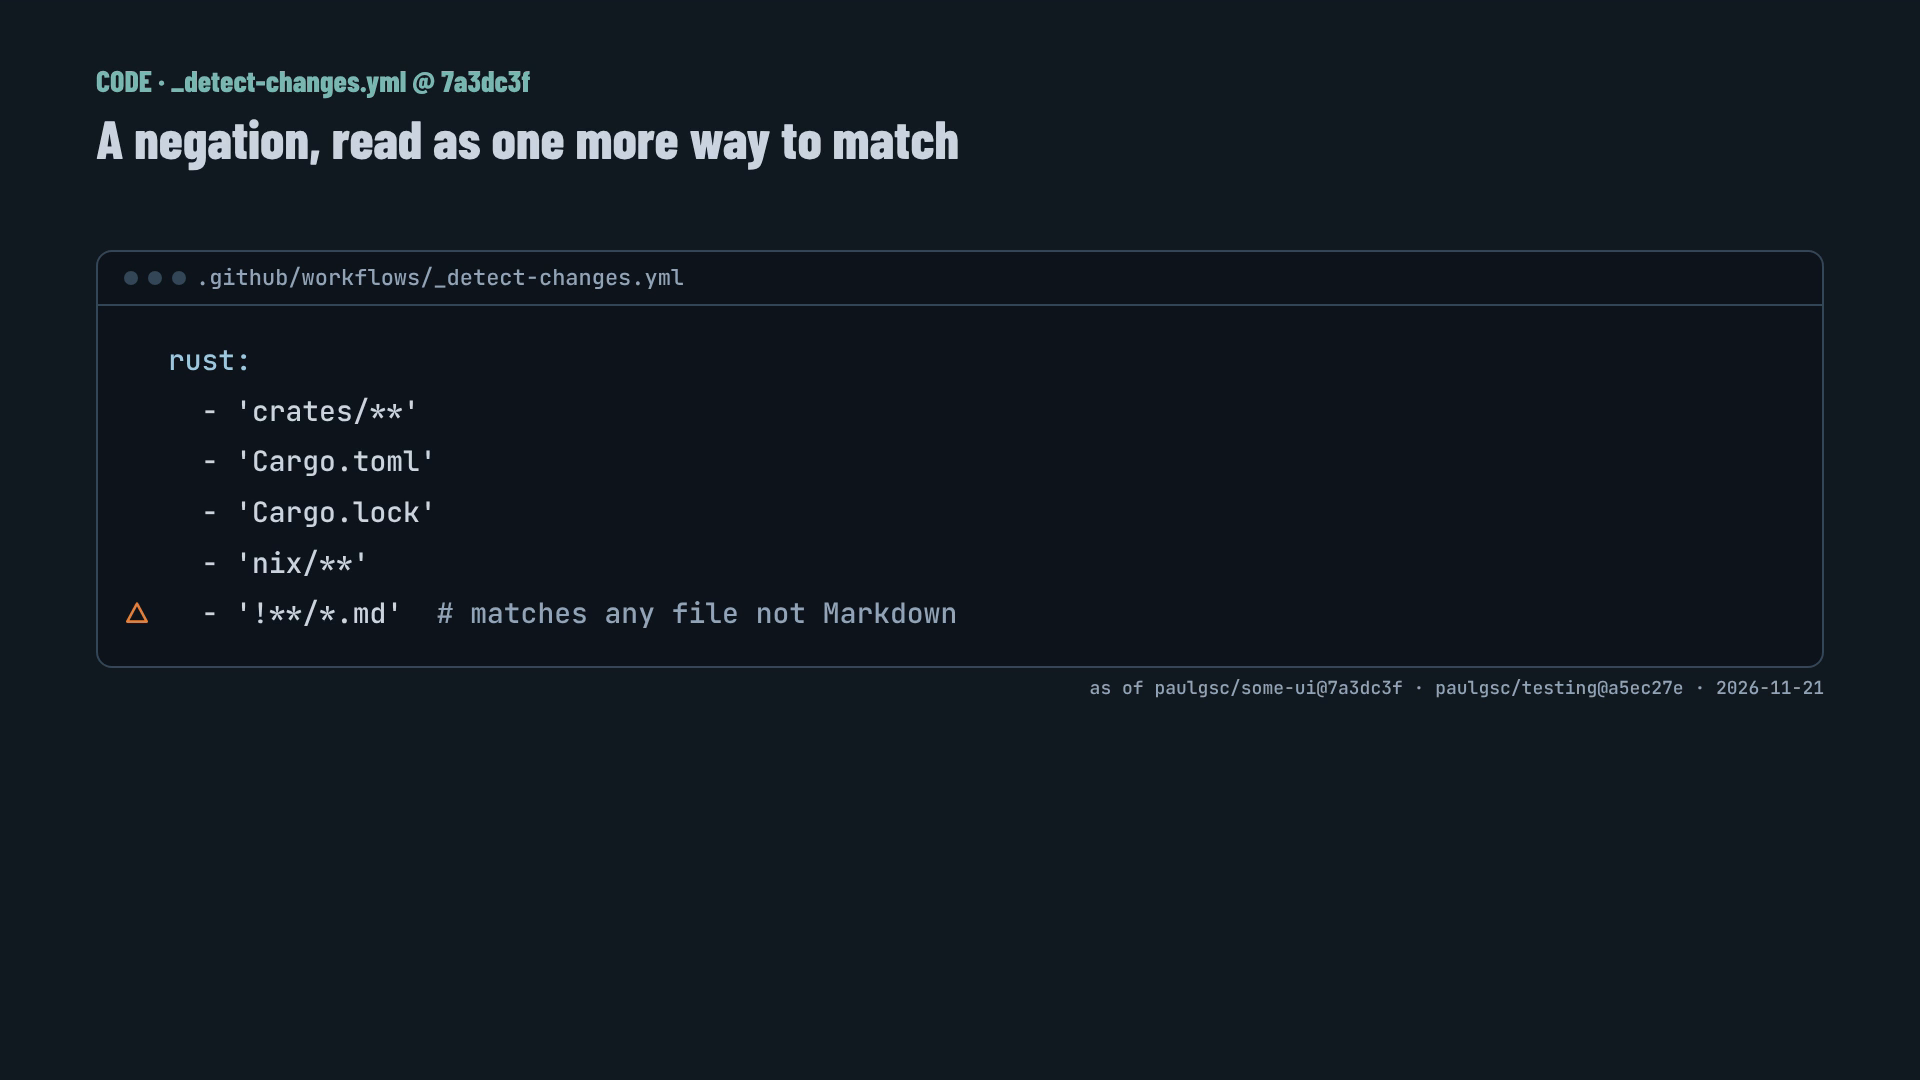 CODE · _detect-changes.yml @ 7a3dc3f
A negation, read as one more way to match
.github/workflows/_detect-changes.yml
rust:
- 'crates/**'
- 'Cargo.toml'
- 'Cargo.lock'
- 'nix/**'
- '!**/*.md'  # matches any file not Markdown
as of paulgsc/some-ui@7a3dc3f · paulgsc/testing@a5ec27e · 2026-11-21